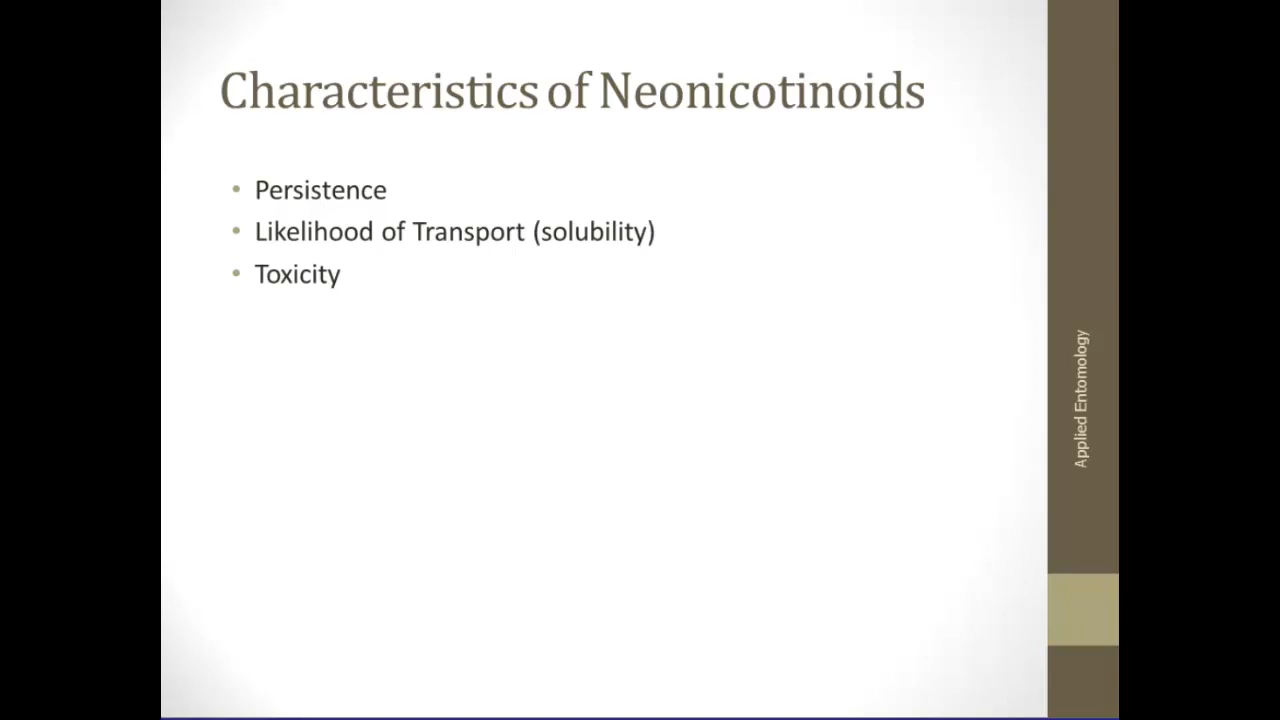 Characteristics of Neonicotinoids
• Persistence
• Likelihood of Transport (solubility)
• Toxicity
Applied Entomology